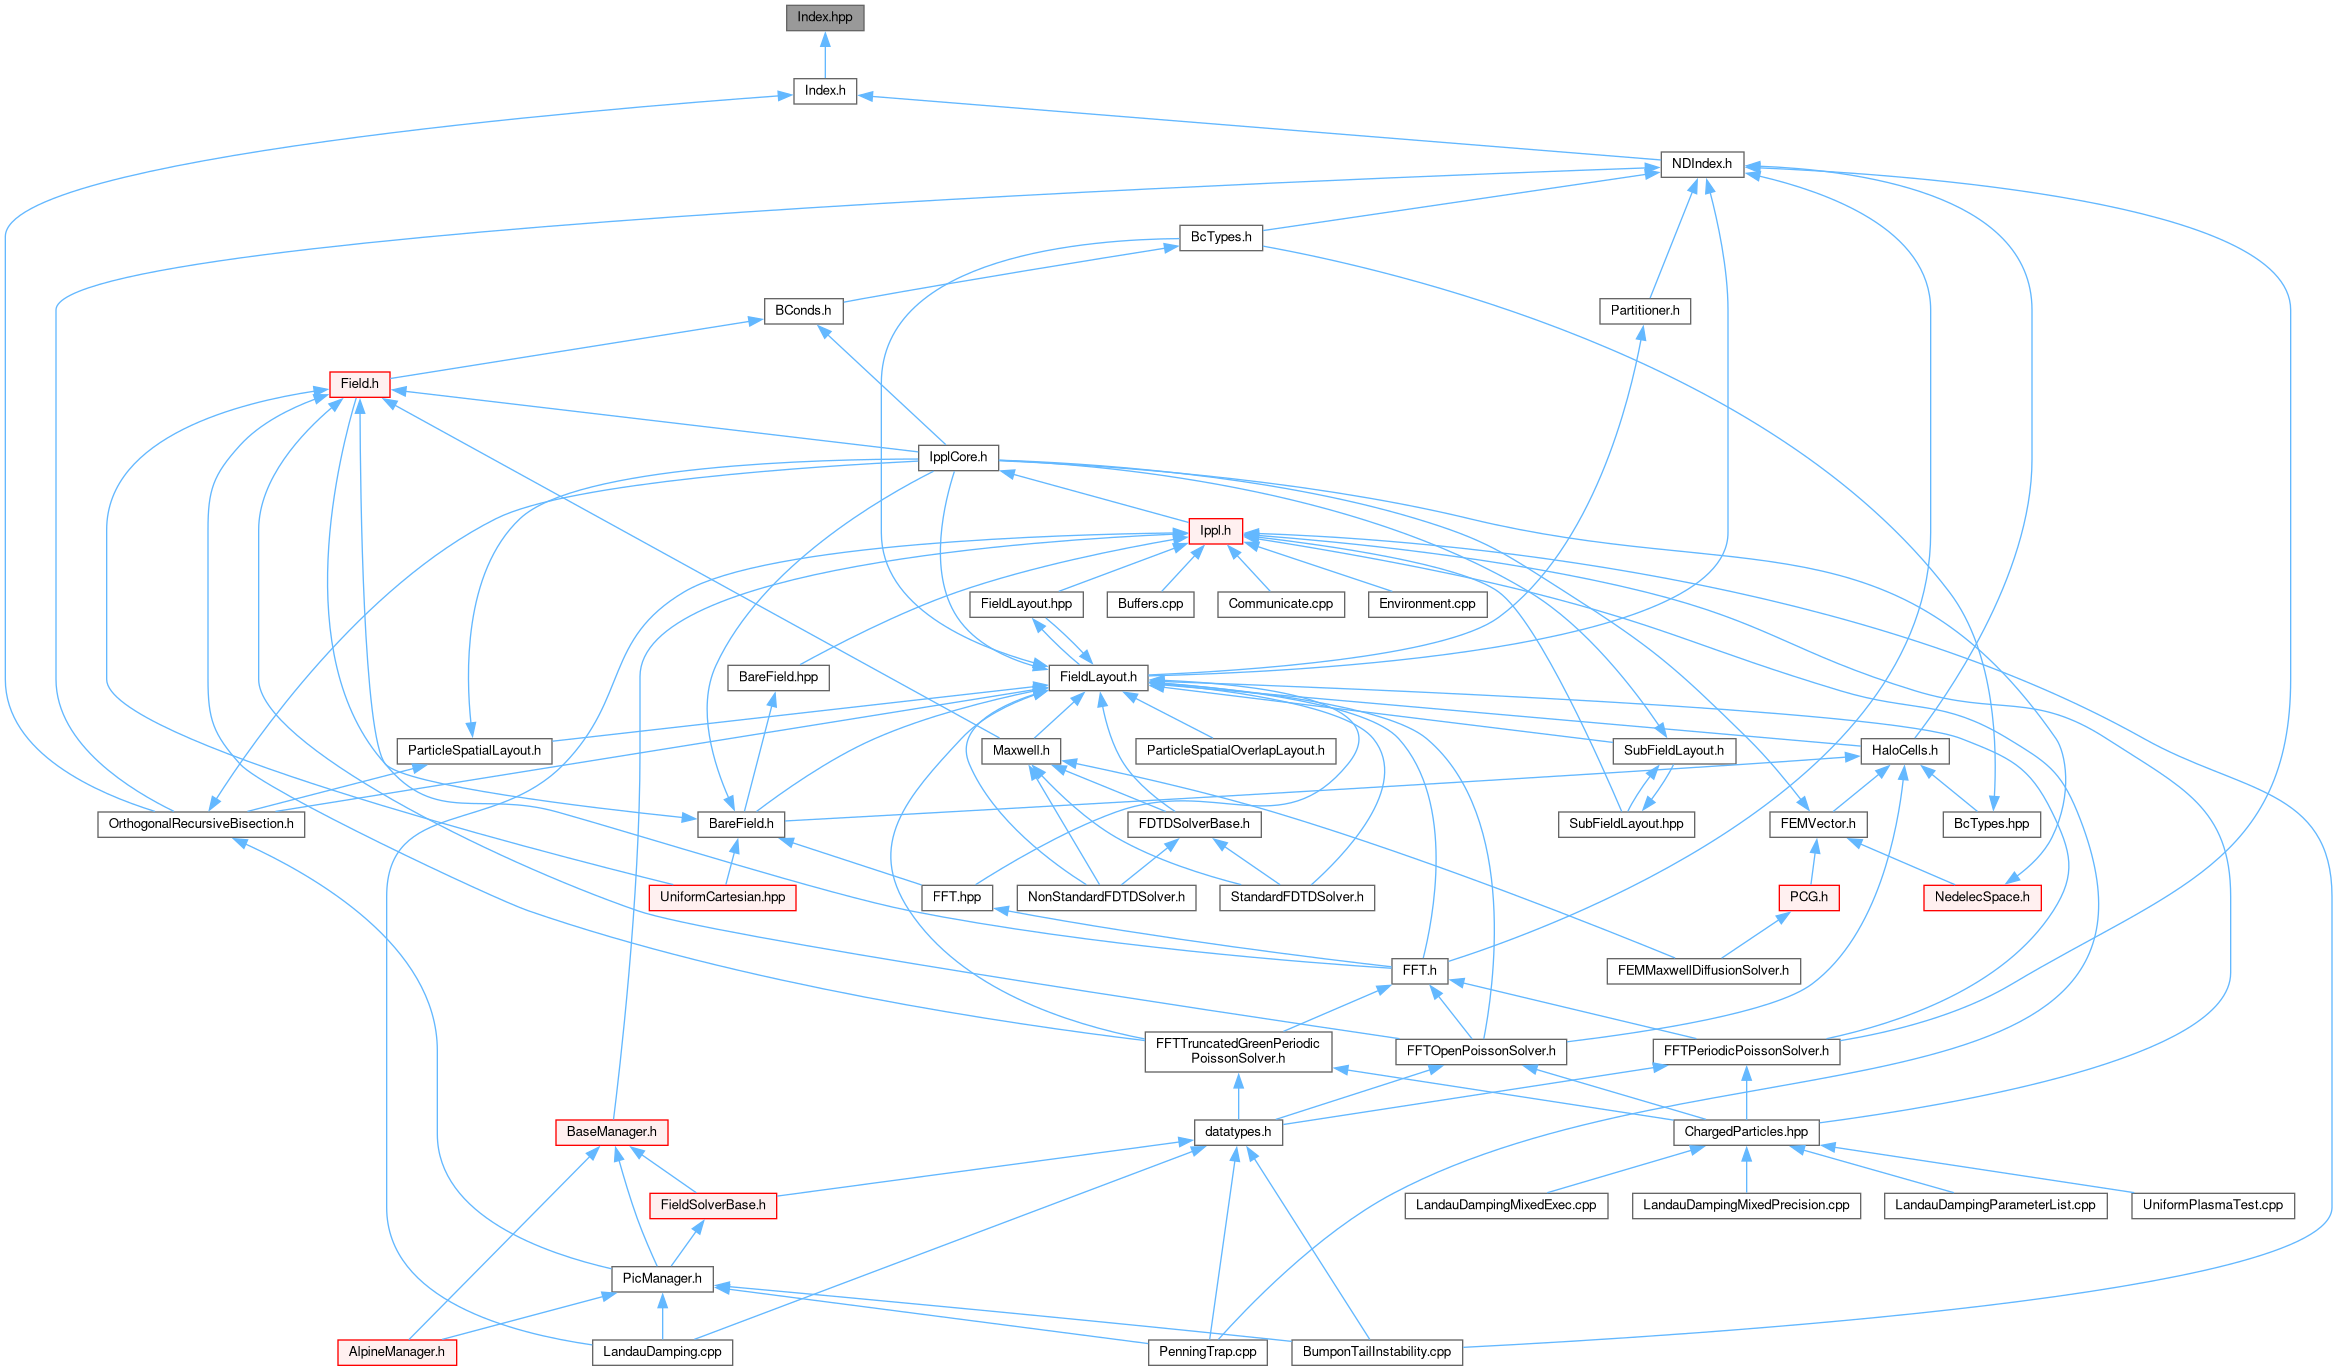 Index.hpp
Index.h
NDIndex.h
BcTypes.h
BConds.h
Partitioner.h
Field.h
IpplCore.h
Ippl.h
FieldLayout.hpp
Buffers.cpp
Communicate.cpp
Environment.cpp
BareField.hpp
FieldLayout.h
ParticleSpatialLayout.h
Maxwell.h
ParticleSpatialOverlapLayout.h
SubFieldLayout.h
HaloCells.h
OrthogonalRecursiveBisection.h
BareField.h
FDTDSolverBase.h
SubFieldLayout.hpp
FEMVector.h
BcTypes.hpp
UniformCartesian.hpp
FFT.hpp
NonStandardFDTDSolver.h
StandardFDTDSolver.h
PCG.h
NedelecSpace.h
FFT.h
FEMMaxwellDiffusionSolver.h
FFTTruncatedGreenPeriodic
PoissonSolver.h
FFTOpenPoissonSolver.h
FFTPeriodicPoissonSolver.h
BaseManager.h
datatypes.h
ChargedParticles.hpp
FieldSolverBase.h
LandauDampingMixedExec.cpp
LandauDampingMixedPrecision.cpp
LandauDampingParameterList.cpp
UniformPlasmaTest.cpp
PicManager.h
AlpineManager.h
LandauDamping.cpp
PenningTrap.cpp
BumponTailInstability.cpp